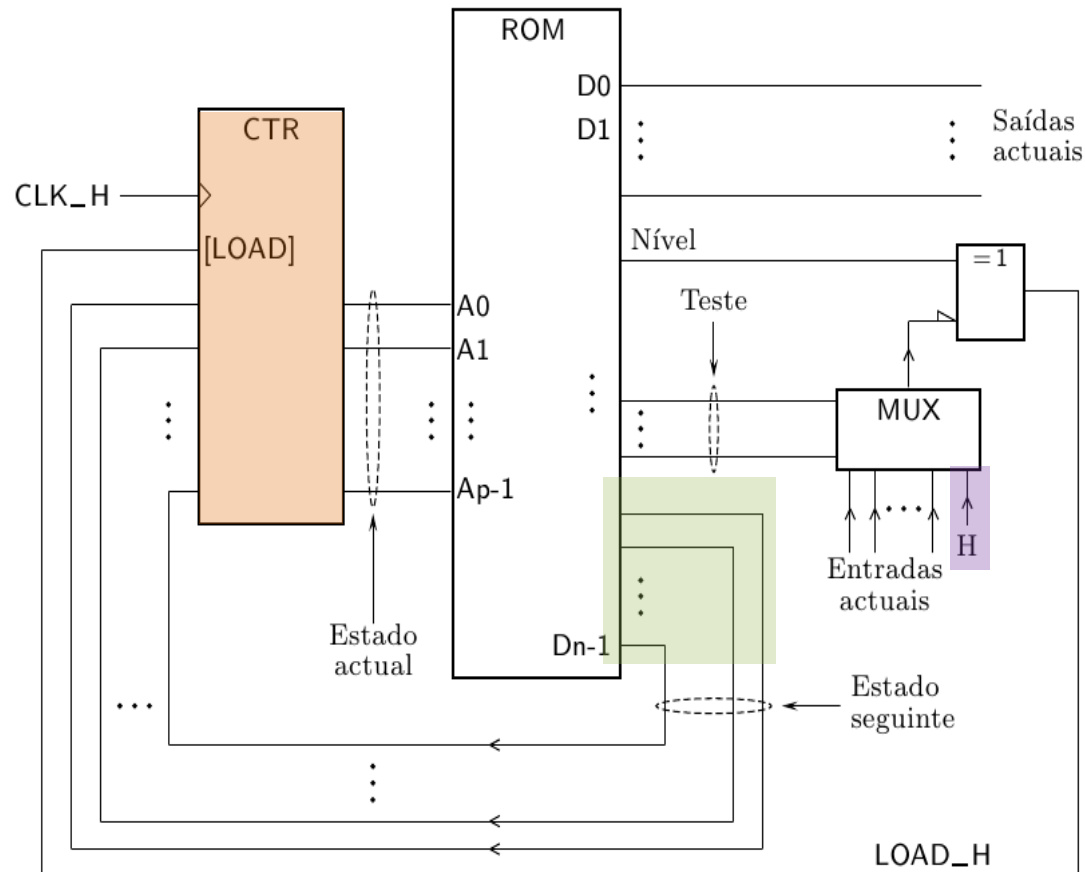 ROM
D0
D1
Saídas
actuais
CTR
CLK_H
[LOAD]
Nível
=1
Teste
A0
A1
MUX
Ap-1
H
Entradas
actuais
Estado
actual
Dn-1
Estado
seguinte
LOAD_H